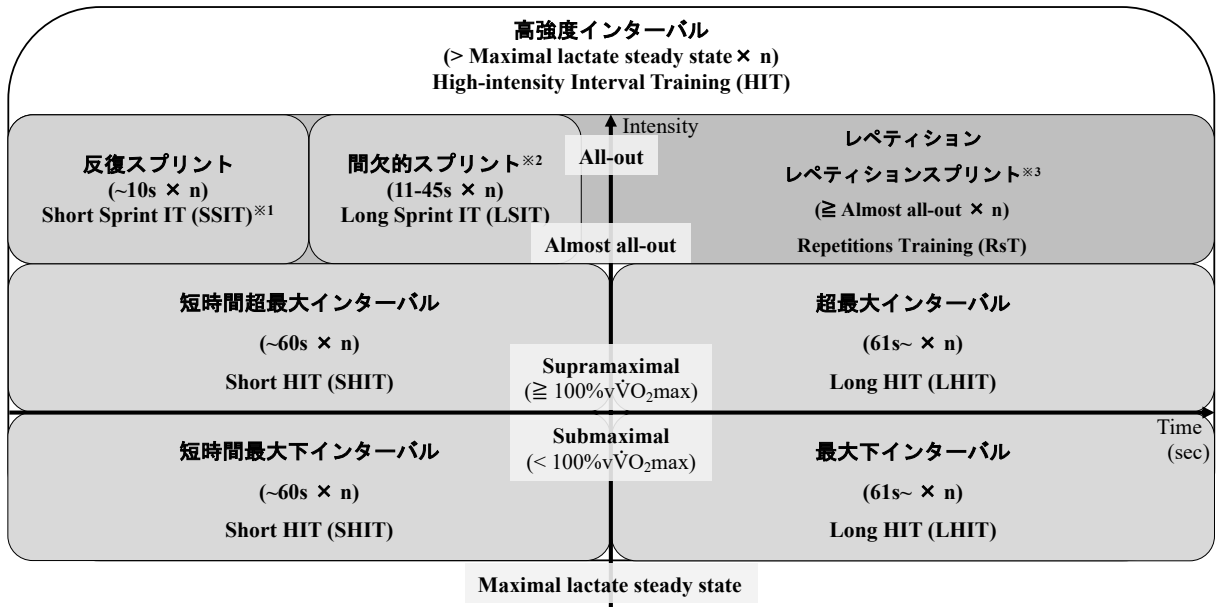 高強度インターバル
(> Maximal lactate steady state × n)
High-intensity Interval Training (HIT)
反復スプリント
(~10s × n)
Short Sprint IT (SSIT)※1
間欠的スプリント※2
(11-45s × n)
Long Sprint IT (LSIT)
Intensity
All-out
Almost all-out
レペティション
レペティションスプリント※3
(≧ Almost all-out × n)
Repetitions Training (RsT)
短時間超最大インターバル
(~60s × n)
Short HIT (SHIT)
Supramaximal
(≧ 100%vV̇O₂max)
超最大インターバル
(61s~ × n)
Long HIT (LHIT)
短時間最大下インターバル
(~60s × n)
Short HIT (SHIT)
Submaximal
(< 100%vV̇O₂max)
最大下インターバル
(61s~ × n)
Long HIT (LHIT)
Time
(sec)
Maximal lactate steady state